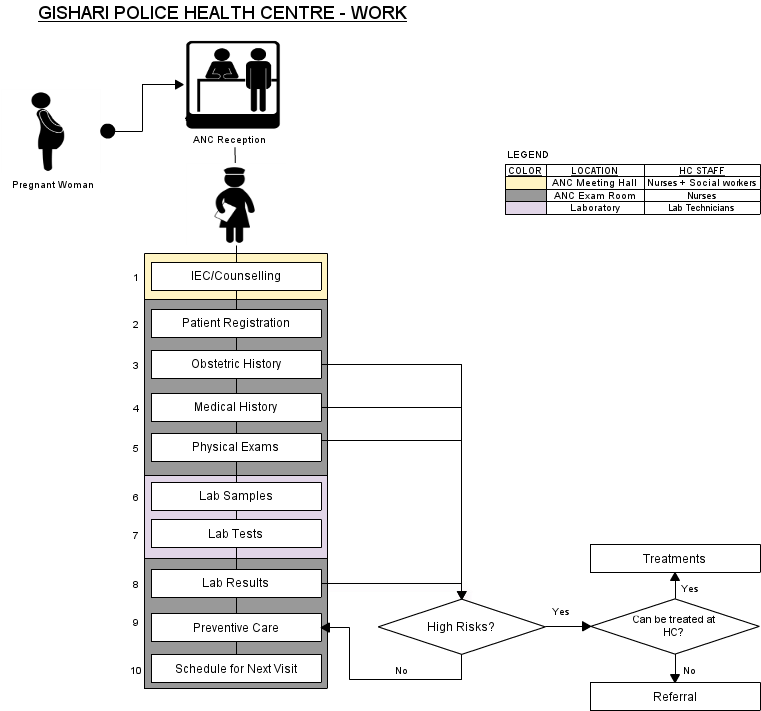 GISHARI POLICE HEALTH CENTRE - WORK
ANC Reception
Pregnant Woman
LEGEND
COLOR LOCATION HC STAFF
ANC Meeting Hall Nurses + Social workers
ANC Exam Room Nurses
Laboratory Lab Technicians
1 IEC/Counselling
2 Patient Registration
3 Obstetric History
4 Medical History
5 Physical Exams
6 Lab Samples
7 Lab Tests
8 Lab Results
9 Preventive Care
10 Schedule for Next Visit
High Risks?
Yes
No
Can be treated at
HC?
Yes
Treatments
No
Referral